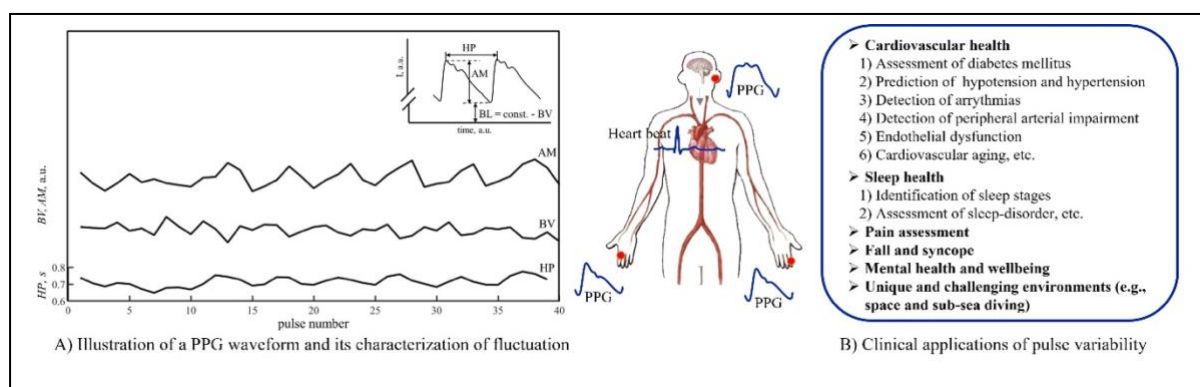 HP
AM
I, a.u.
BL = const. - BV
time, a.u.
AM
BV
HP
BV, AM, a.u.
HP, s
0.8
0.7
0.6
0 5 10 15 20 25 30 35 40
pulse number
A) Illustration of a PPG waveform and its characterization of fluctuation
PPG
Heart beat
PPG
PPG
➤ Cardiovascular health
1) Assessment of diabetes mellitus
2) Prediction of hypotension and hypertension
3) Detection of arrythmias
4) Detection of peripheral arterial impairment
5) Endothelial dysfunction
6) Cardiovascular aging, etc.
➤ Sleep health
1) Identification of sleep stages
2) Assessment of sleep-disorder, etc.
➤ Pain assessment
➤ Fall and syncope
➤ Mental health and wellbeing
➤ Unique and challenging environments (e.g.,
space and sub-sea diving)
B) Clinical applications of pulse variability